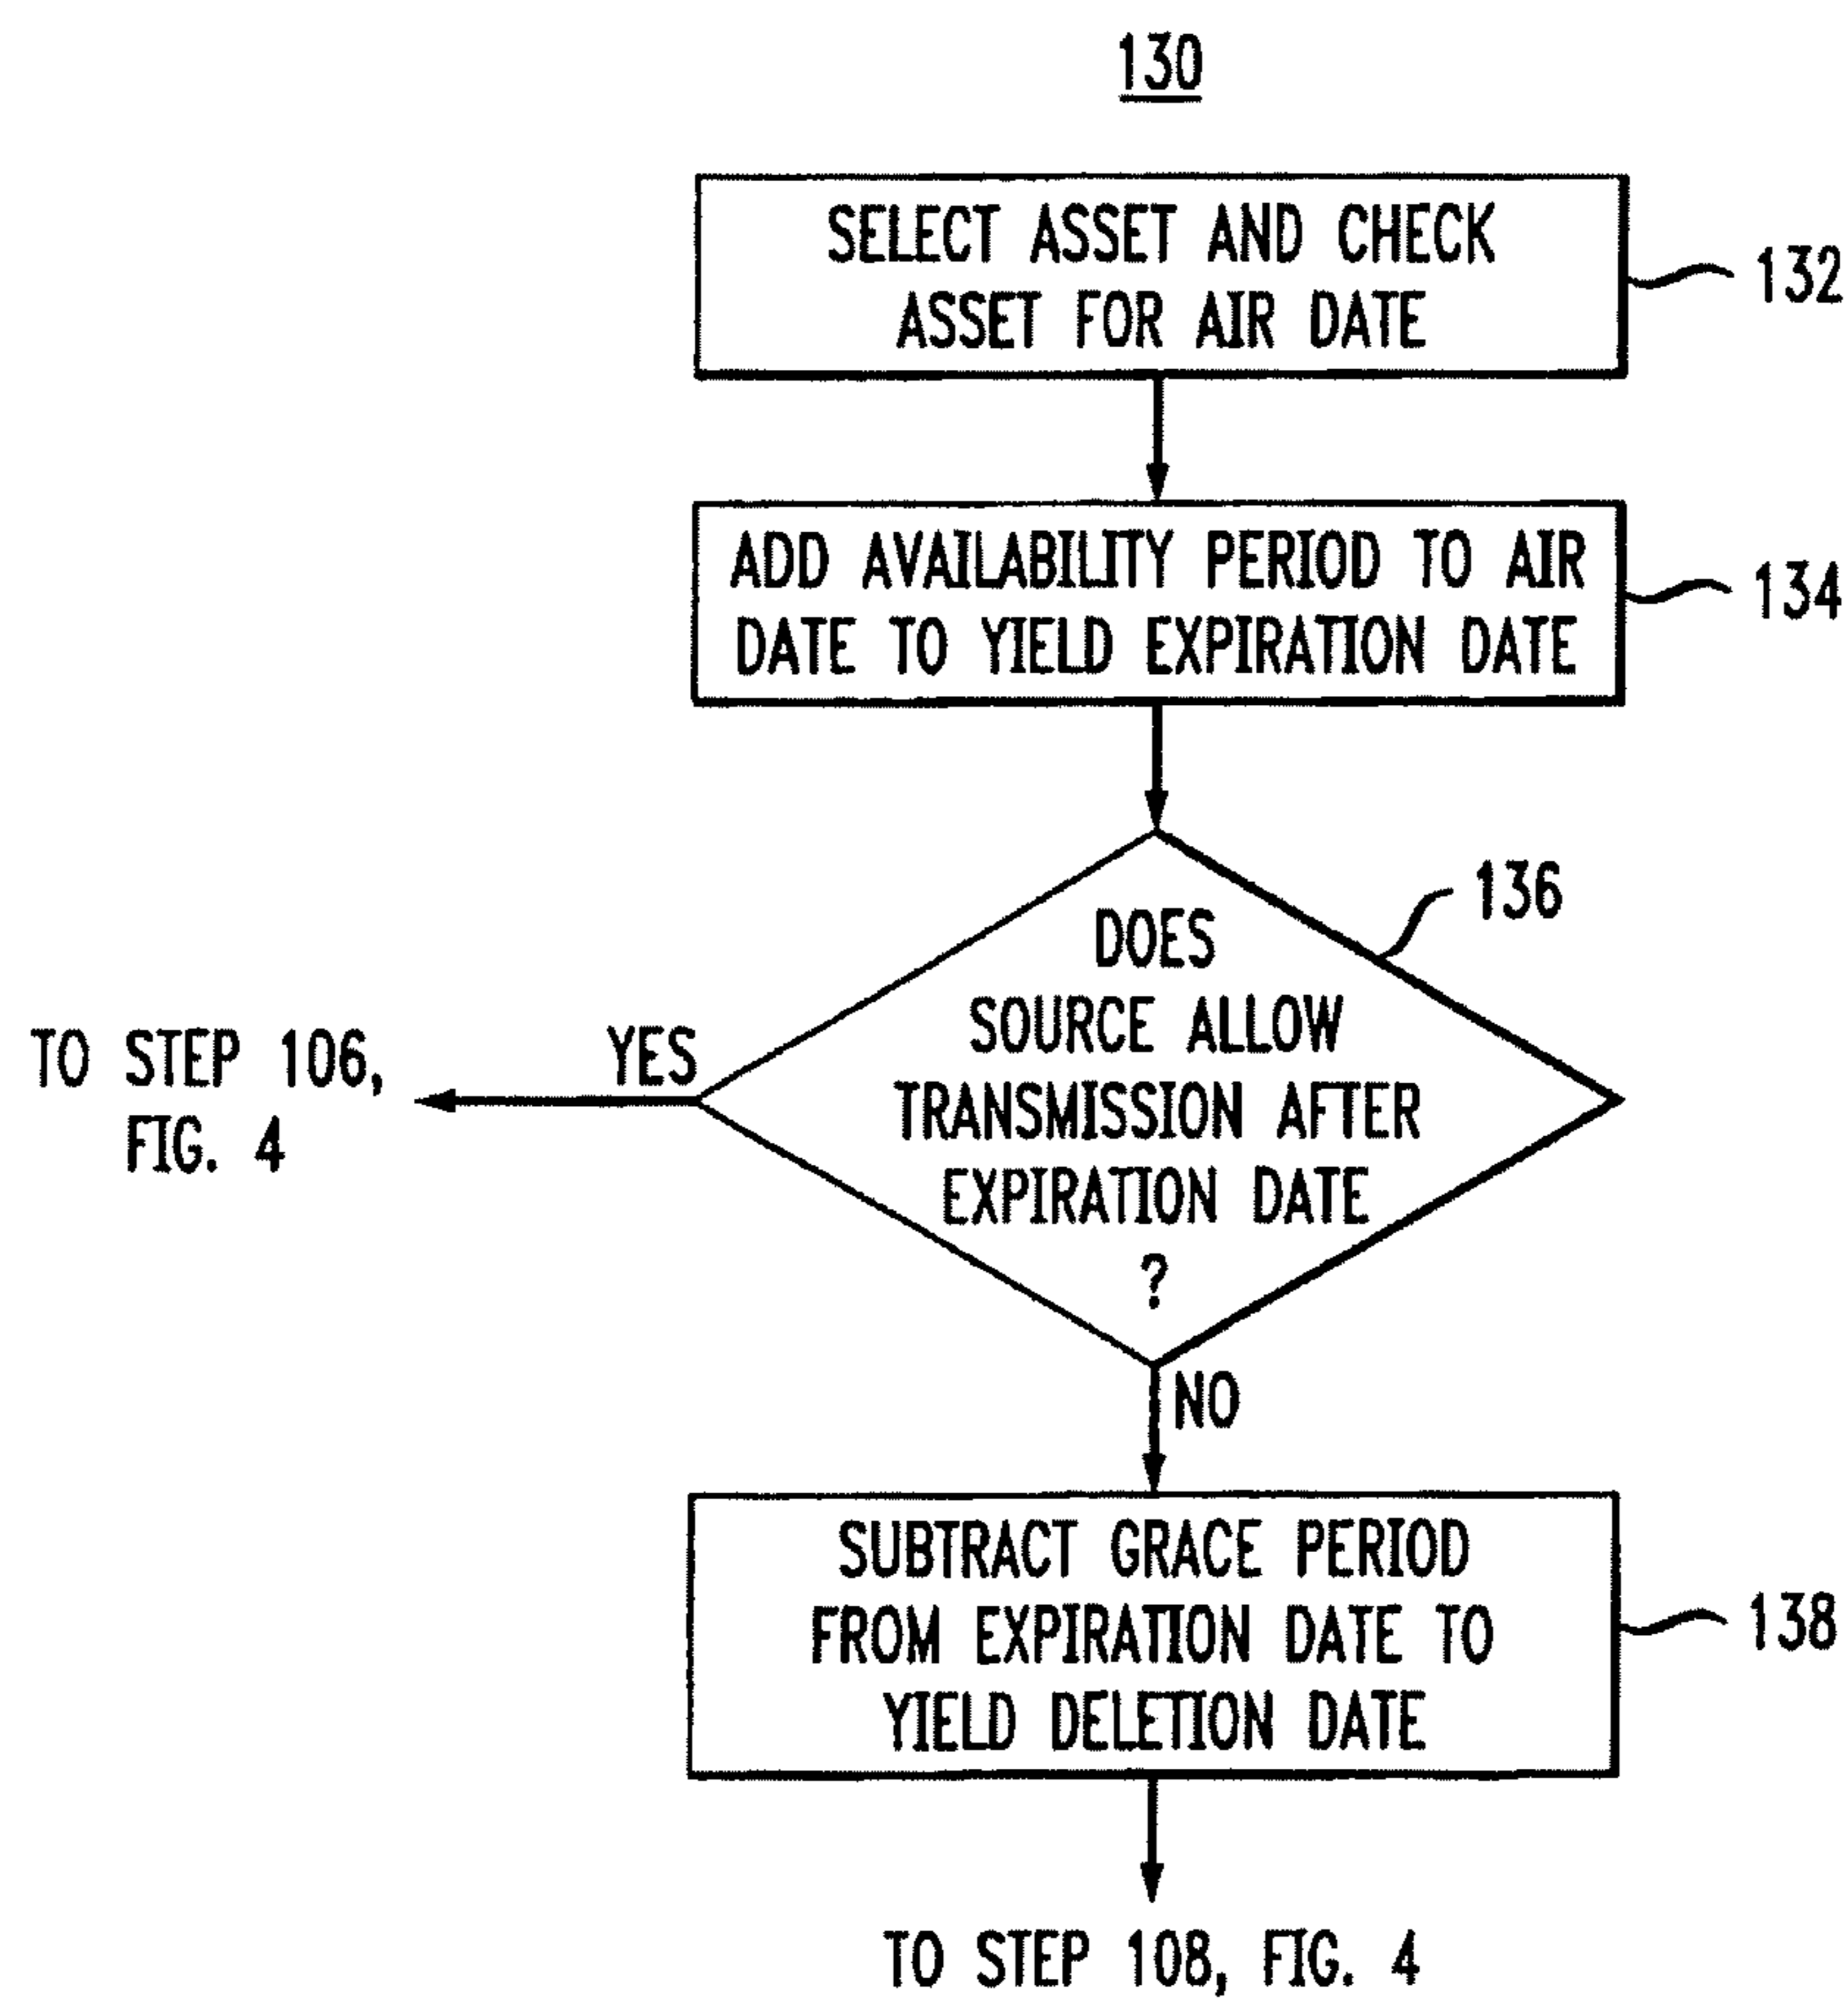 130
SELECT ASSET AND CHECK
ASSET FOR AIR DATE
132
ADD AVAILABILITY PERIOD TO AIR
DATE TO YIELD EXPIRATION DATE
134
136
DOES
SOURCE ALLOW
TRANSMISSION AFTER
EXPIRATION DATE
?
YES
TO STEP 106,
FIG. 4
NO
SUBTRACT GRACE PERIOD
FROM EXPIRATION DATE TO
YIELD DELETION DATE
138
TO STEP 108, FIG. 4